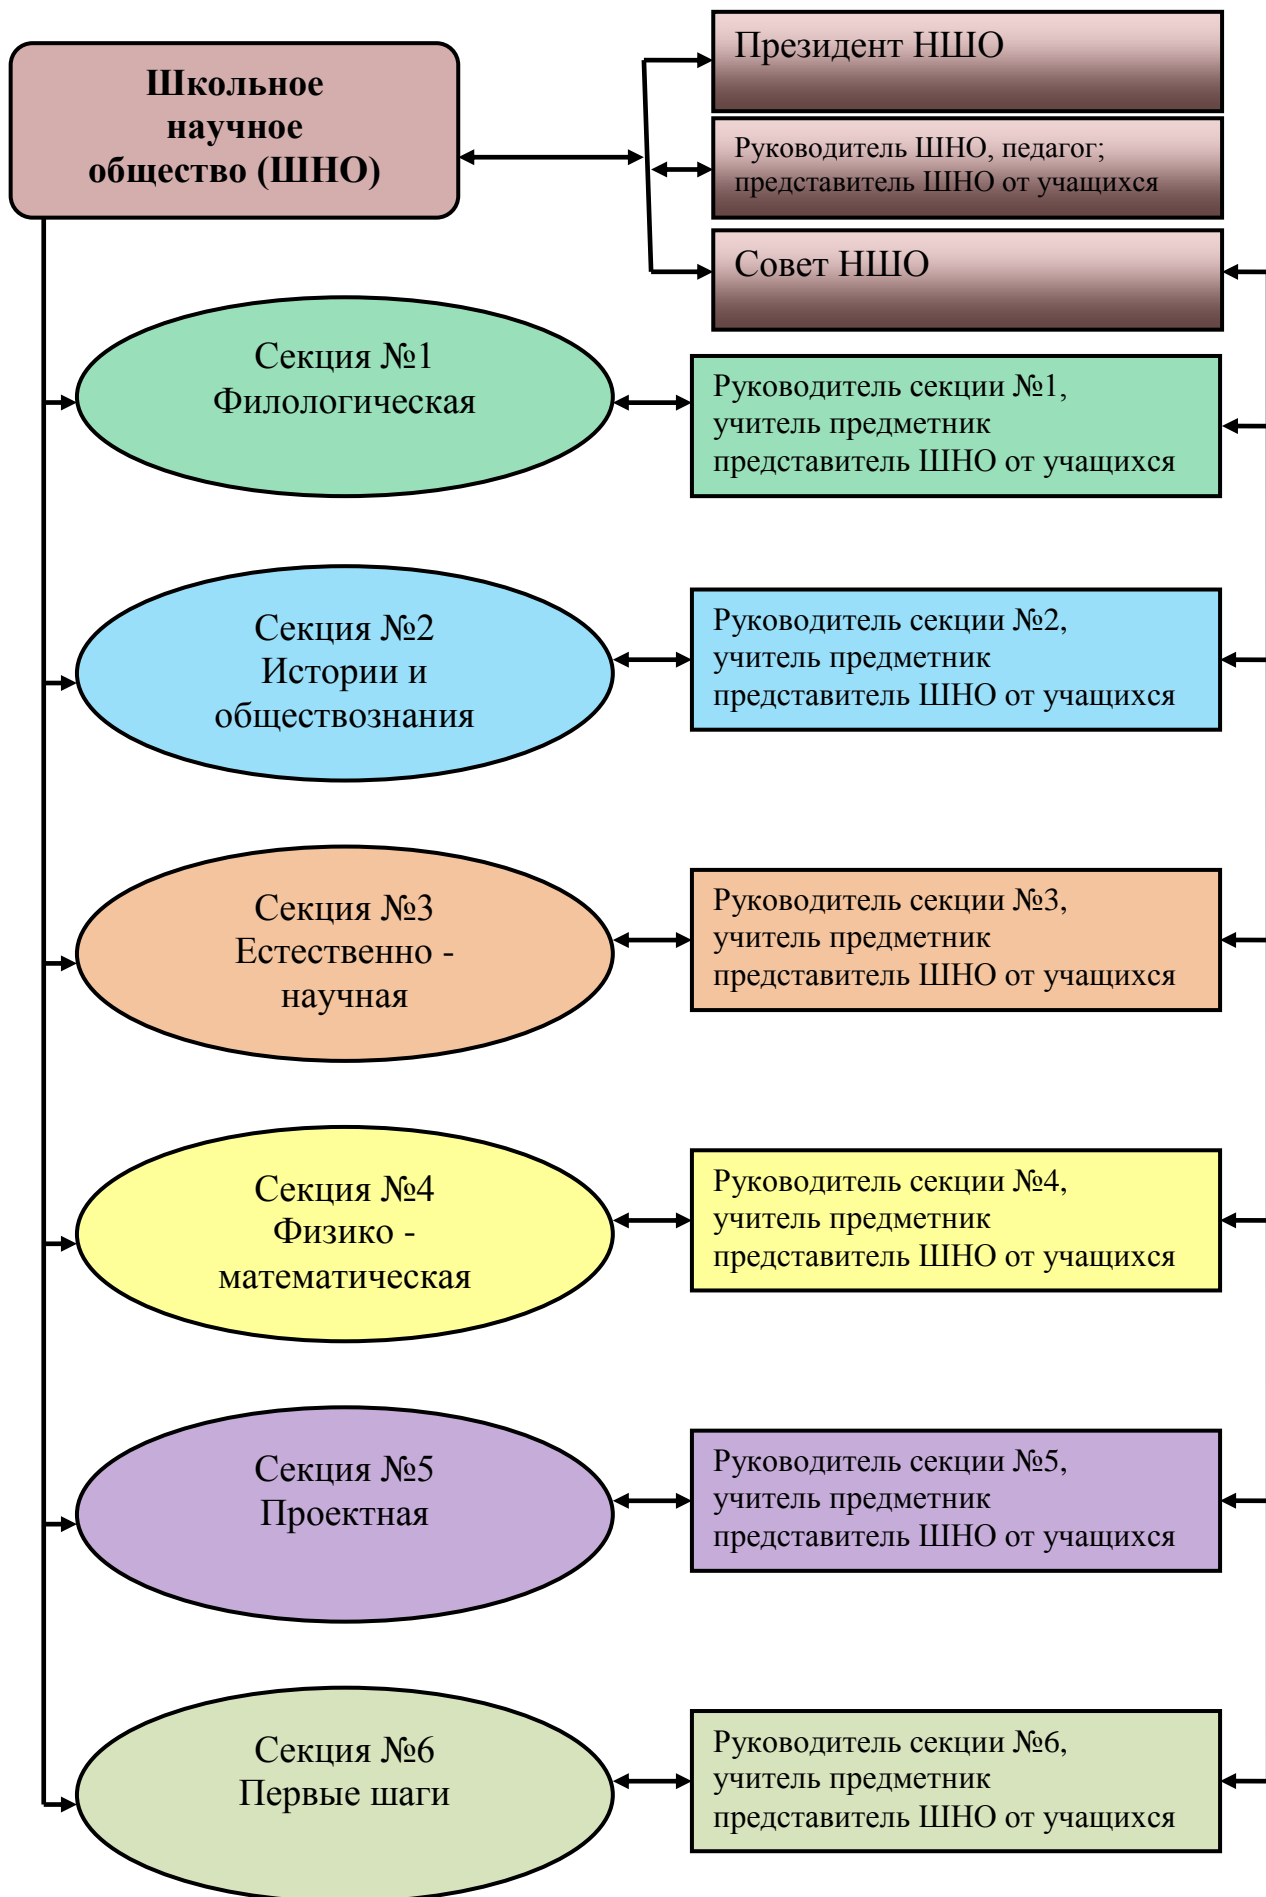 Школьное
научное
общество (ШНО)
Президент НШО
Руководитель ШНО, педагог;
представитель ШНО от учащихся
Совет НШО
Секция №1
Филологическая
Руководитель секции №1,
учитель предметник
представитель ШНО от учащихся
Секция №2
Истории и
обществознания
Руководитель секции №2,
учитель предметник
представитель ШНО от учащихся
Секция №3
Естественно -
научная
Руководитель секции №3,
учитель предметник
представитель ШНО от учащихся
Секция №4
Физико -
математическая
Руководитель секции №4,
учитель предметник
представитель ШНО от учащихся
Секция №5
Проектная
Руководитель секции №5,
учитель предметник
представитель ШНО от учащихся
Секция №6
Первые шаги
Руководитель секции №6,
учитель предметник
представитель ШНО от учащихся